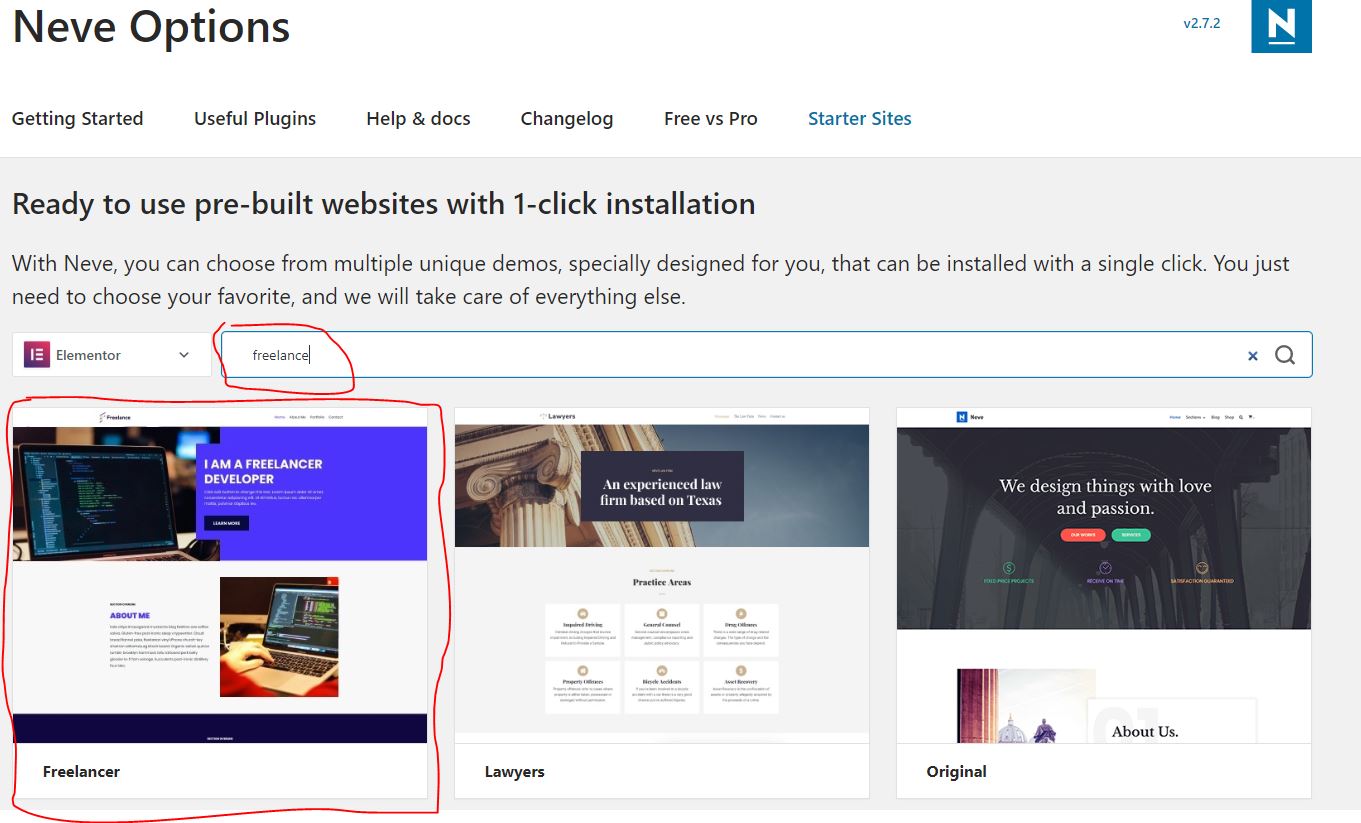 Neve Options
v2.7.2
N
Getting Started
Useful Plugins
Help & docs
Changelog
Free vs Pro
Starter Sites
Ready to use pre-built websites with 1-click installation
With Neve, you can choose from multiple unique demos, specially designed for you, that can be installed with a single click. You just
need to choose your favorite, and we will take care of everything else.
Elementor
freelance
Freelance
Home About Me Portfolio Contact
I AM A FREELANCER
DEVELOPER
LEARN MORE
ABOUT ME
Freelancer
Lawyers
An experienced law
firm based on Texas
Practice Areas
Impaired Driving
General Counsel
Drug Offences
Property Offences
Bicycle Accidents
Asset Recovery
Lawyers
Neve
Home Sections Blog Shop
We design things with love
and passion.
OUR WORKS
SERVICES
FIXED PRICE PROJECTS
RECEIVE ON TIME
SATISFACTION GUARANTEED
01
About Us.
Original